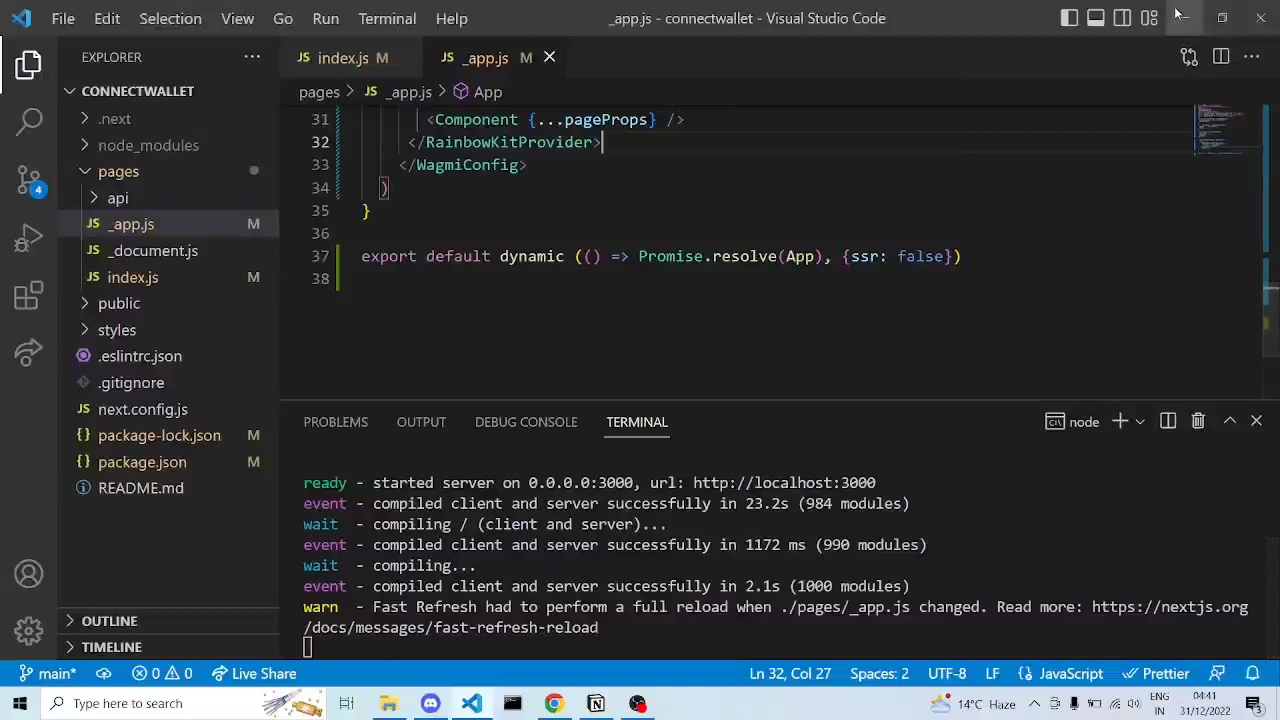 File Edit Selection View Go Run Terminal Help _app.js - connectwallet - Visual Studio Code
EXPLORER
CONNECTWALLET
.next
node_modules
pages
api
JS _app.js M
JS _document.js
JS index.js M
public
styles
.eslintrc.json
.gitignore
JS next.config.js
{} package-lock.json M
{} package.json M
README.md
OUTLINE
TIMELINE
4
JS index.js M JS _app.js M
pages > JS _app.js > App
31 <Component {...pageProps} />
32 </RainbowKitProvider>
33 </WagmiConfig>
34 )
35 }
36
37 export default dynamic (() => Promise.resolve(App), {ssr: false})
38
PROBLEMS OUTPUT DEBUG CONSOLE TERMINAL node
ready - started server on 0.0.0.0:3000, url: http://localhost:3000
event - compiled client and server successfully in 23.2s (984 modules)
wait - compiling / (client and server)...
event - compiled client and server successfully in 1172 ms (990 modules)
wait - compiling...
event - compiled client and server successfully in 2.1s (1000 modules)
warn - Fast Refresh had to perform a full reload when ./pages/_app.js changed. Read more: https://nextjs.org
/docs/messages/fast-refresh-reload
main* 0 0 Live Share Ln 32, Col 27 Spaces: 2 UTF-8 LF {} JavaScript Prettier
Type here to search 14°C Haze ENG 04:41
IN 31/12/2022 3